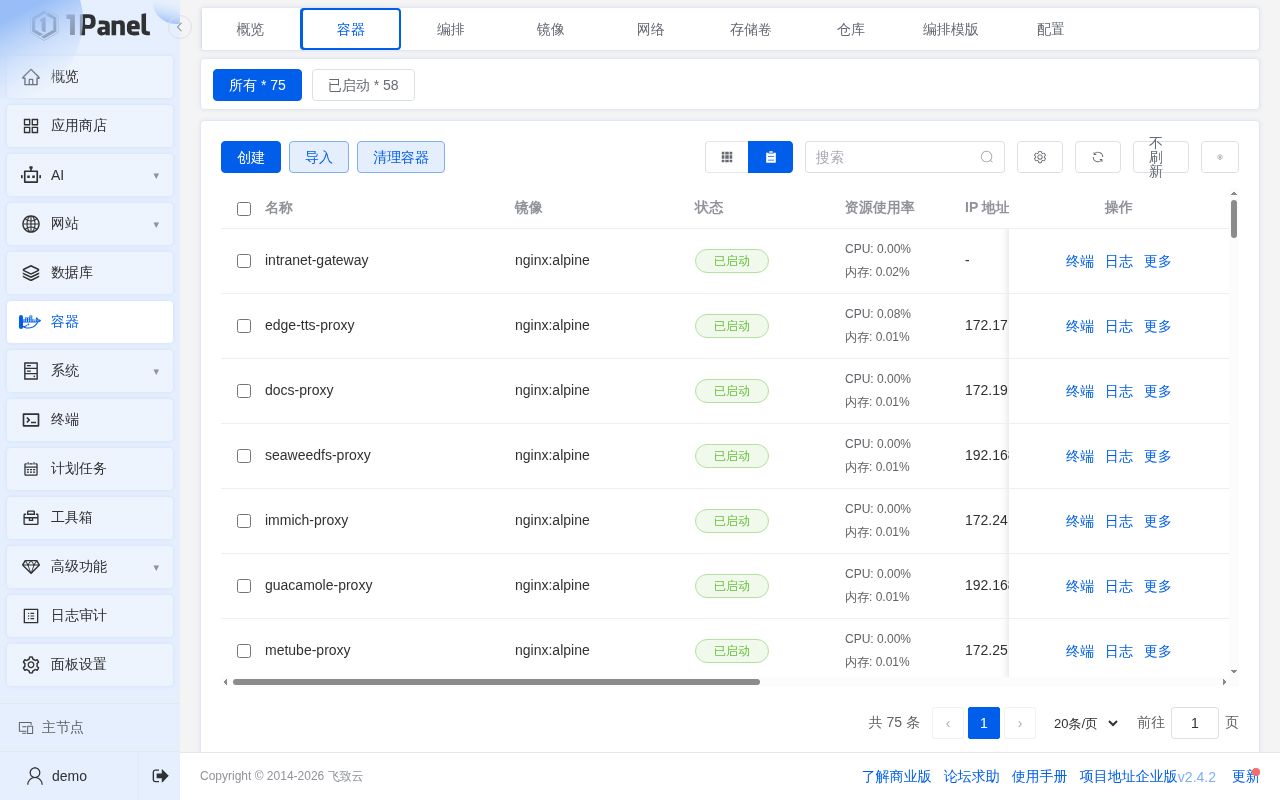 1Panel
概览
应用商店
AI
网站
数据库
容器
系统
终端
计划任务
工具箱
高级功能
日志审计
面板设置
主节点
demo
概览 容器 编排 镜像 网络 存储卷 仓库 编排模版 配置
所有 * 75 已启动 * 58
创建 导入 清理容器 搜索 不刷新
名称 镜像 状态 资源使用率 IP 地址 操作
intranet-gateway nginx:alpine 已启动 CPU: 0.00% 内存: 0.02% - 终端 日志 更多
edge-tts-proxy nginx:alpine 已启动 CPU: 0.08% 内存: 0.01% 172.17 终端 日志 更多
docs-proxy nginx:alpine 已启动 CPU: 0.00% 内存: 0.01% 172.19 终端 日志 更多
seaweedfs-proxy nginx:alpine 已启动 CPU: 0.00% 内存: 0.01% 192.168 终端 日志 更多
immich-proxy nginx:alpine 已启动 CPU: 0.00% 内存: 0.01% 172.24 终端 日志 更多
guacamole-proxy nginx:alpine 已启动 CPU: 0.00% 内存: 0.01% 192.168 终端 日志 更多
metube-proxy nginx:alpine 已启动 CPU: 0.00% 内存: 0.01% 172.25 终端 日志 更多
共 75 条 ‹ 1 › 20条/页 前往 1 页
Copyright © 2014-2026 飞致云 了解商业版 论坛求助 使用手册 项目地址企业版v2.4.2 更新